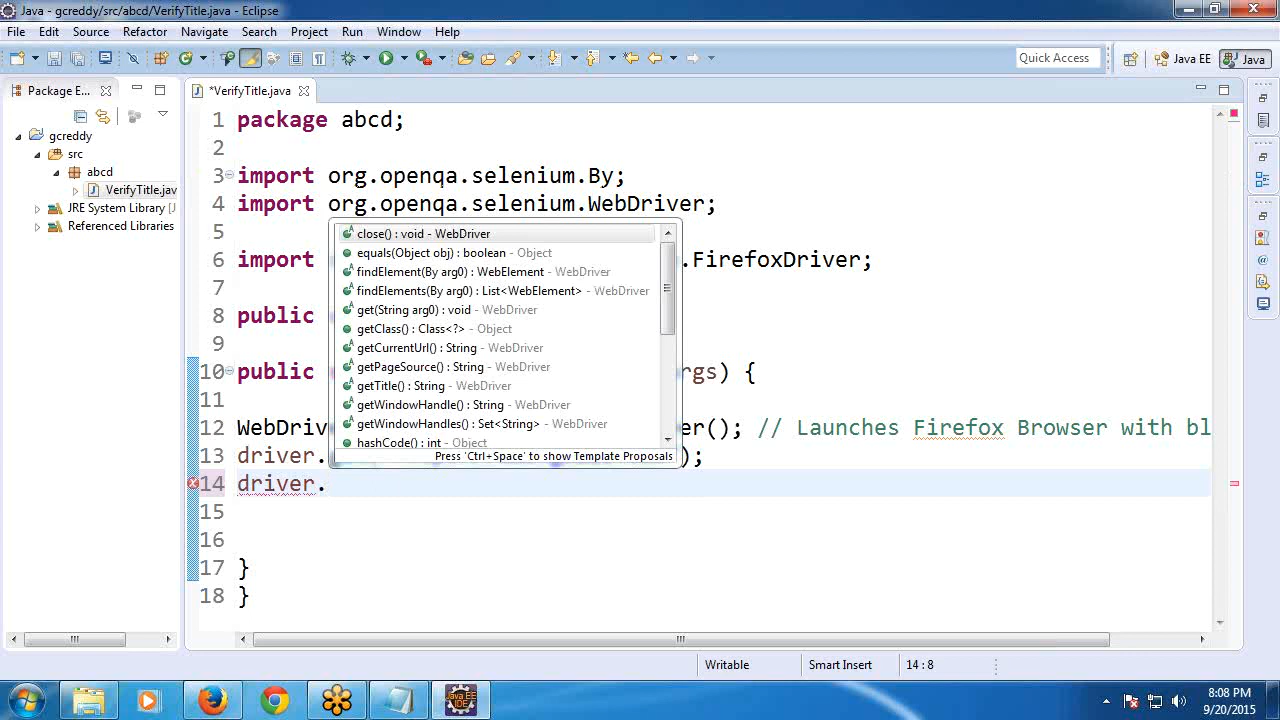 Java - gcreddy/src/abcd/VerifyTitle.java - Eclipse
File Edit Source Refactor Navigate Search Project Run Window Help
Quick Access
Java EE
Java
Package E...
*VerifyTitle.java
gcreddy
src
abcd
VerifyTitle.jav
JRE System Library [J
Referenced Libraries
1 package abcd;
2
3 import org.openqa.selenium.By;
4 import org.openqa.selenium.WebDriver;
5
6 import .FirefoxDriver;
7
8 public
9
10 public rgs) {
11
12 WebDriv er(); // Launches Firefox Browser with bl
13 driver. );
14 driver.
15
16
17 }
18 }
close() : void - WebDriver
equals(Object obj) : boolean - Object
findElement(By arg0) : WebElement - WebDriver
findElements(By arg0) : List<WebElement> - WebDriver
get(String arg0) : void - WebDriver
getClass() : Class<?> - Object
getCurrentUrl() : String - WebDriver
getPageSource() : String - WebDriver
getTitle() : String - WebDriver
getWindowHandle() : String - WebDriver
getWindowHandles() : Set<String> - WebDriver
hashCode() : int - Object
Press 'Ctrl+Space' to show Template Proposals
Writable
Smart Insert
14 : 8
Java EE
IDE
8:08 PM
9/20/2015